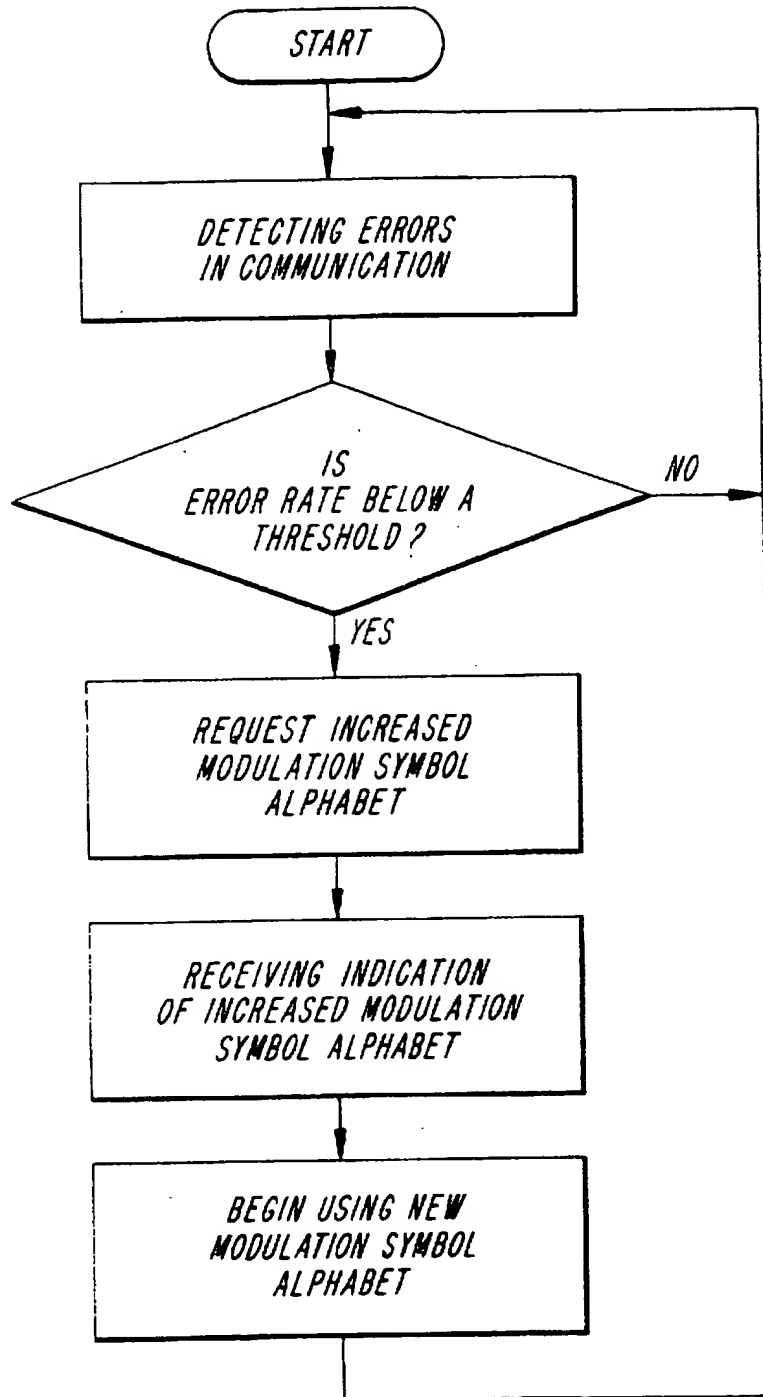 START
DETECTING ERRORS
IN COMMUNICATION
IS
ERROR RATE BELOW A
THRESHOLD?
NO
YES
REQUEST INCREASED
MODULATION SYMBOL
ALPHABET
RECEIVING INDICATION
OF INCREASED MODULATION
SYMBOL ALPHABET
BEGIN USING NEW
MODULATION SYMBOL
ALPHABET